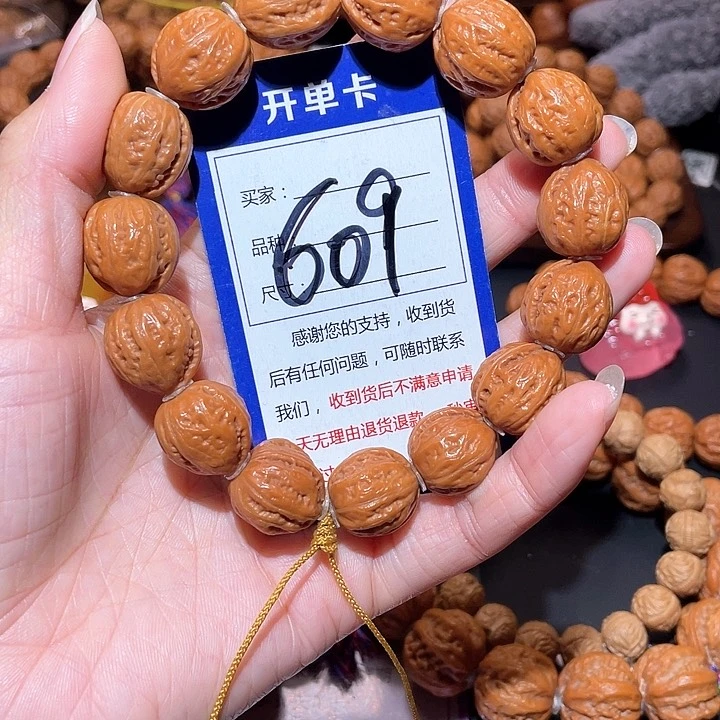 开单卡
买家：
609
品种
尺寸：
感谢您的支持，收到货
后有任何问题，可随时联系
我们，收到货后不满意申请
天无理由退货退款